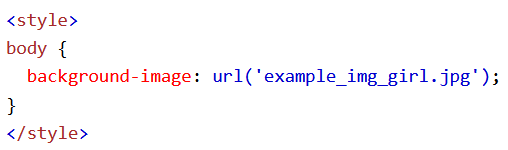 <style>
body {
  background-image: url('example_img_girl.jpg');
}
</style>